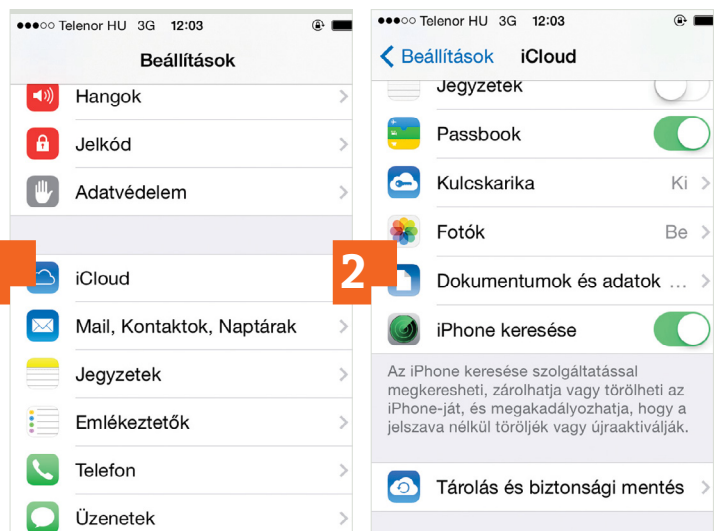 Telenor HU 3G 12:03
Beállítások
Hangok
Jelkód
Adatvédelem
iCloud
Mail, Kontaktok, Naptárak
Jegyzetek
Emlékeztetők
Telefon
Üzenetek
2
Telenor HU 3G 12:03
Beállítások iCloud
Jegyzetek
Passbook
Kulcskarika Ki
Fotók Be
Dokumentumok és adatok ...
iPhone keresése
Az iPhone keresése szolgáltatással
megkeresheti, zárolhatja vagy törölheti az
iPhone-ját, és megakadályozhatja, hogy a
jelszava nélkül töröljék vagy újraaktiválják.
Tárolás és biztonsági mentés